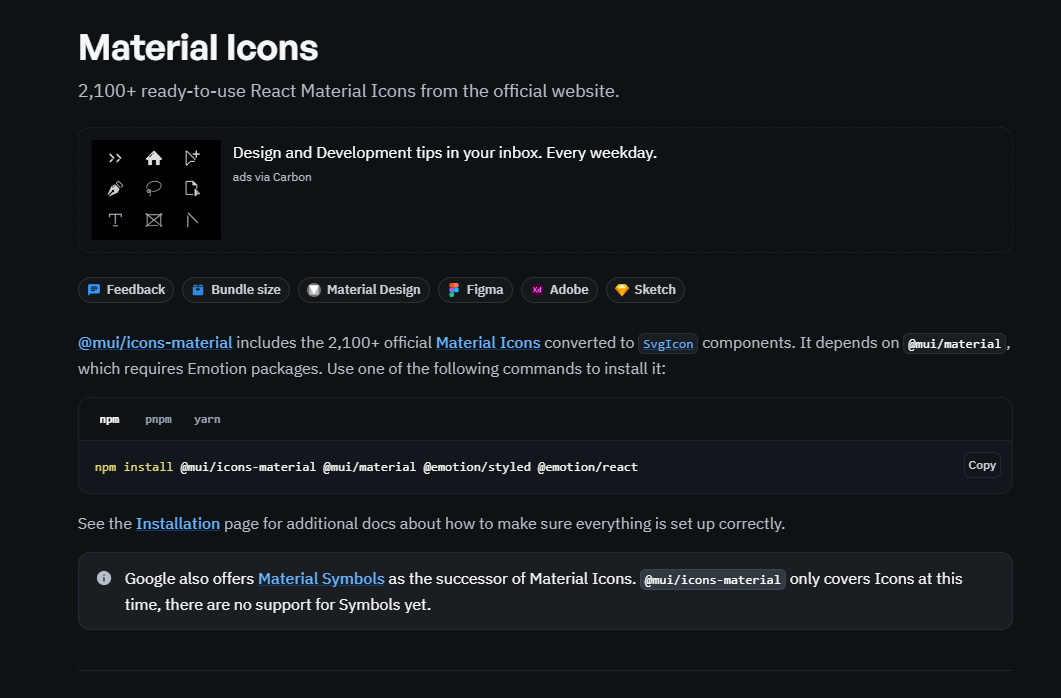 Material Icons
2,100+ ready-to-use React Material Icons from the official website.
Design and Development tips in your inbox. Every weekday.
ads via Carbon
Feedback Bundle size Material Design Figma Xd Adobe Sketch
@mui/icons-material includes the 2,100+ official Material Icons converted to SvgIcon components. It depends on @mui/material,
which requires Emotion packages. Use one of the following commands to install it:
npm pnpm yarn
npm install @mui/icons-material @mui/material @emotion/styled @emotion/react
Copy
See the Installation page for additional docs about how to make sure everything is set up correctly.
Google also offers Material Symbols as the successor of Material Icons. @mui/icons-material only covers Icons at this
time, there are no support for Symbols yet.